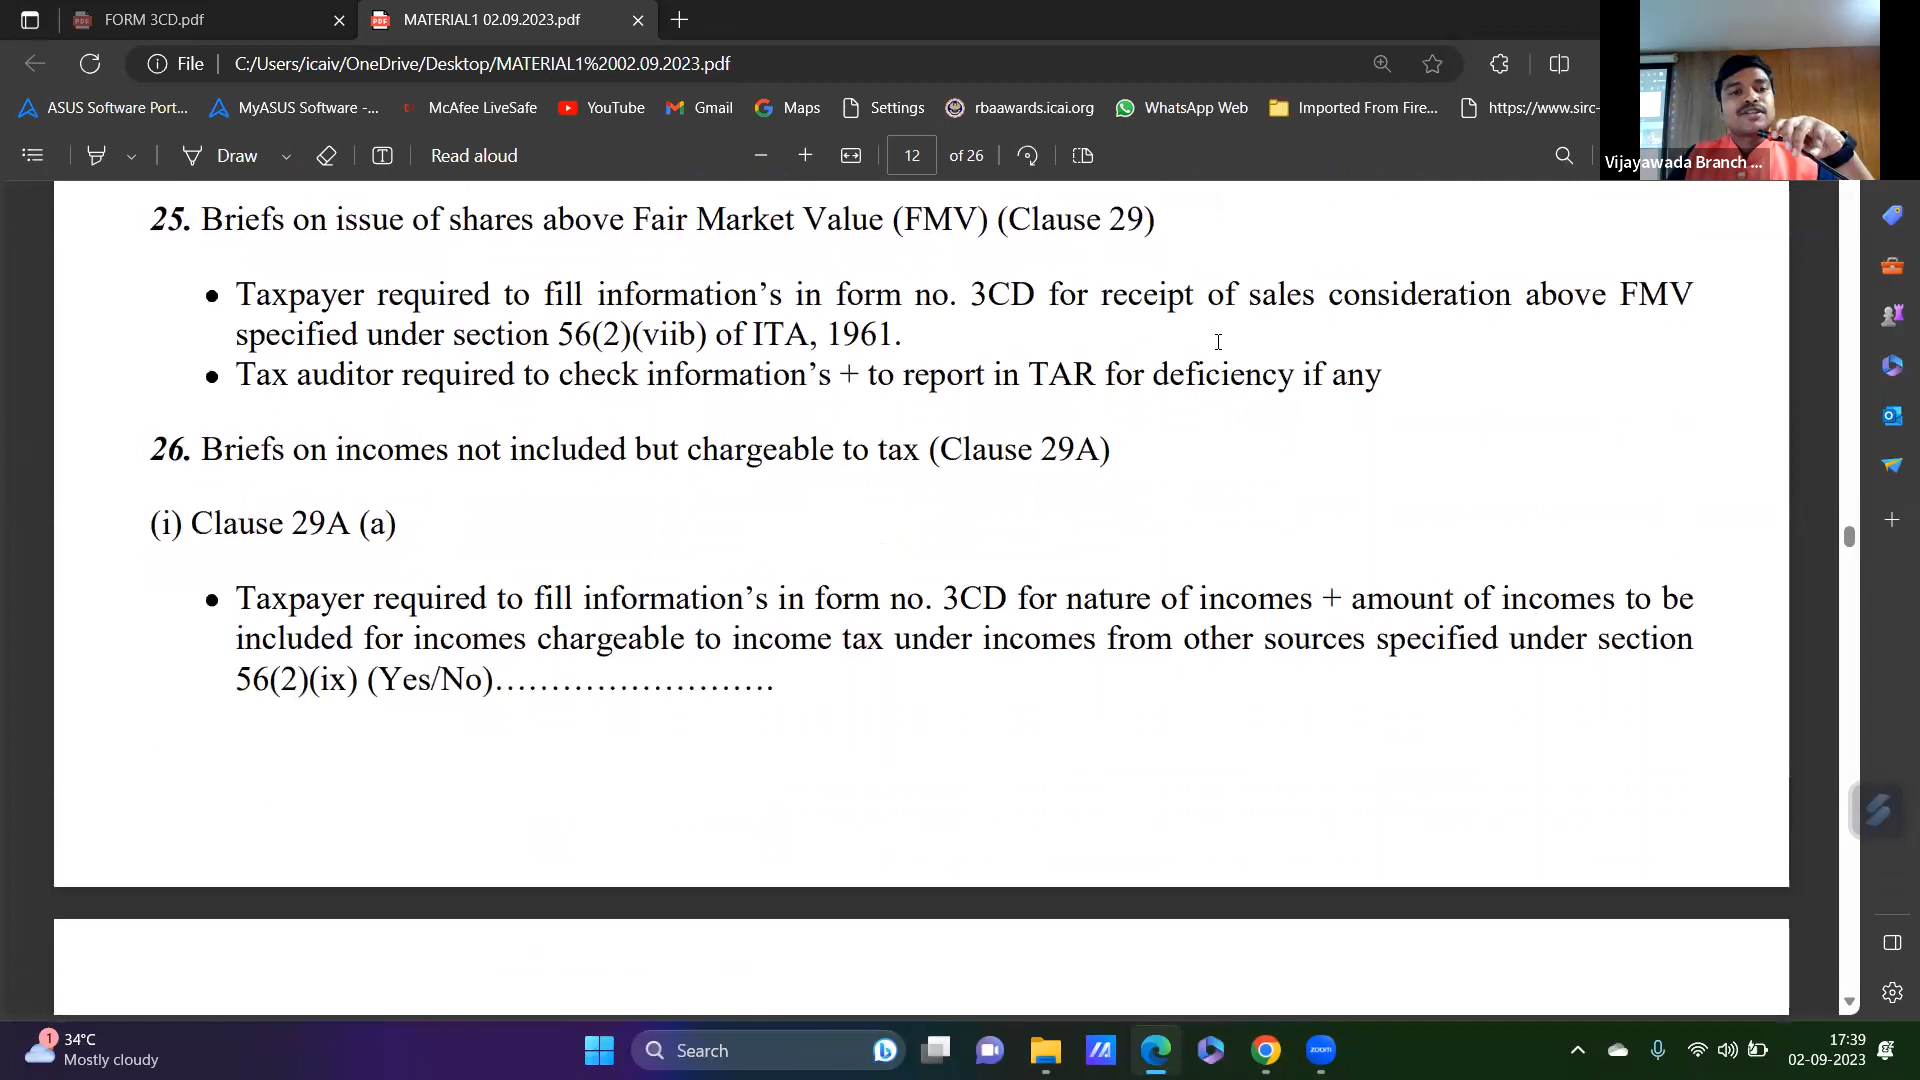 FORM 3CD.pdf
MATERIAL1 02.09.2023.pdf
File
C:/Users/icaiv/OneDrive/Desktop/MATERIAL1%2002.09.2023.pdf
ASUS Software Port...
MyASUS Software -...
McAfee LiveSafe
YouTube
Gmail
Maps
Settings
rbaawards.icai.org
WhatsApp Web
Imported From Fire...
https://www.sirc-
Draw
Read aloud
12
of 26
Vijayawada Branch ...
25. Briefs on issue of shares above Fair Market Value (FMV) (Clause 29)
● Taxpayer required to fill information’s in form no. 3CD for receipt of sales consideration above FMV
specified under section 56(2)(viib) of ITA, 1961.
● Tax auditor required to check information’s + to report in TAR for deficiency if any
26. Briefs on incomes not included but chargeable to tax (Clause 29A)
(i) Clause 29A (a)
● Taxpayer required to fill information’s in form no. 3CD for nature of incomes + amount of incomes to be
included for incomes chargeable to income tax under incomes from other sources specified under section
56(2)(ix) (Yes/No)…………………….
1
34°C
Mostly cloudy
Search
zoom
17:39
02-09-2023